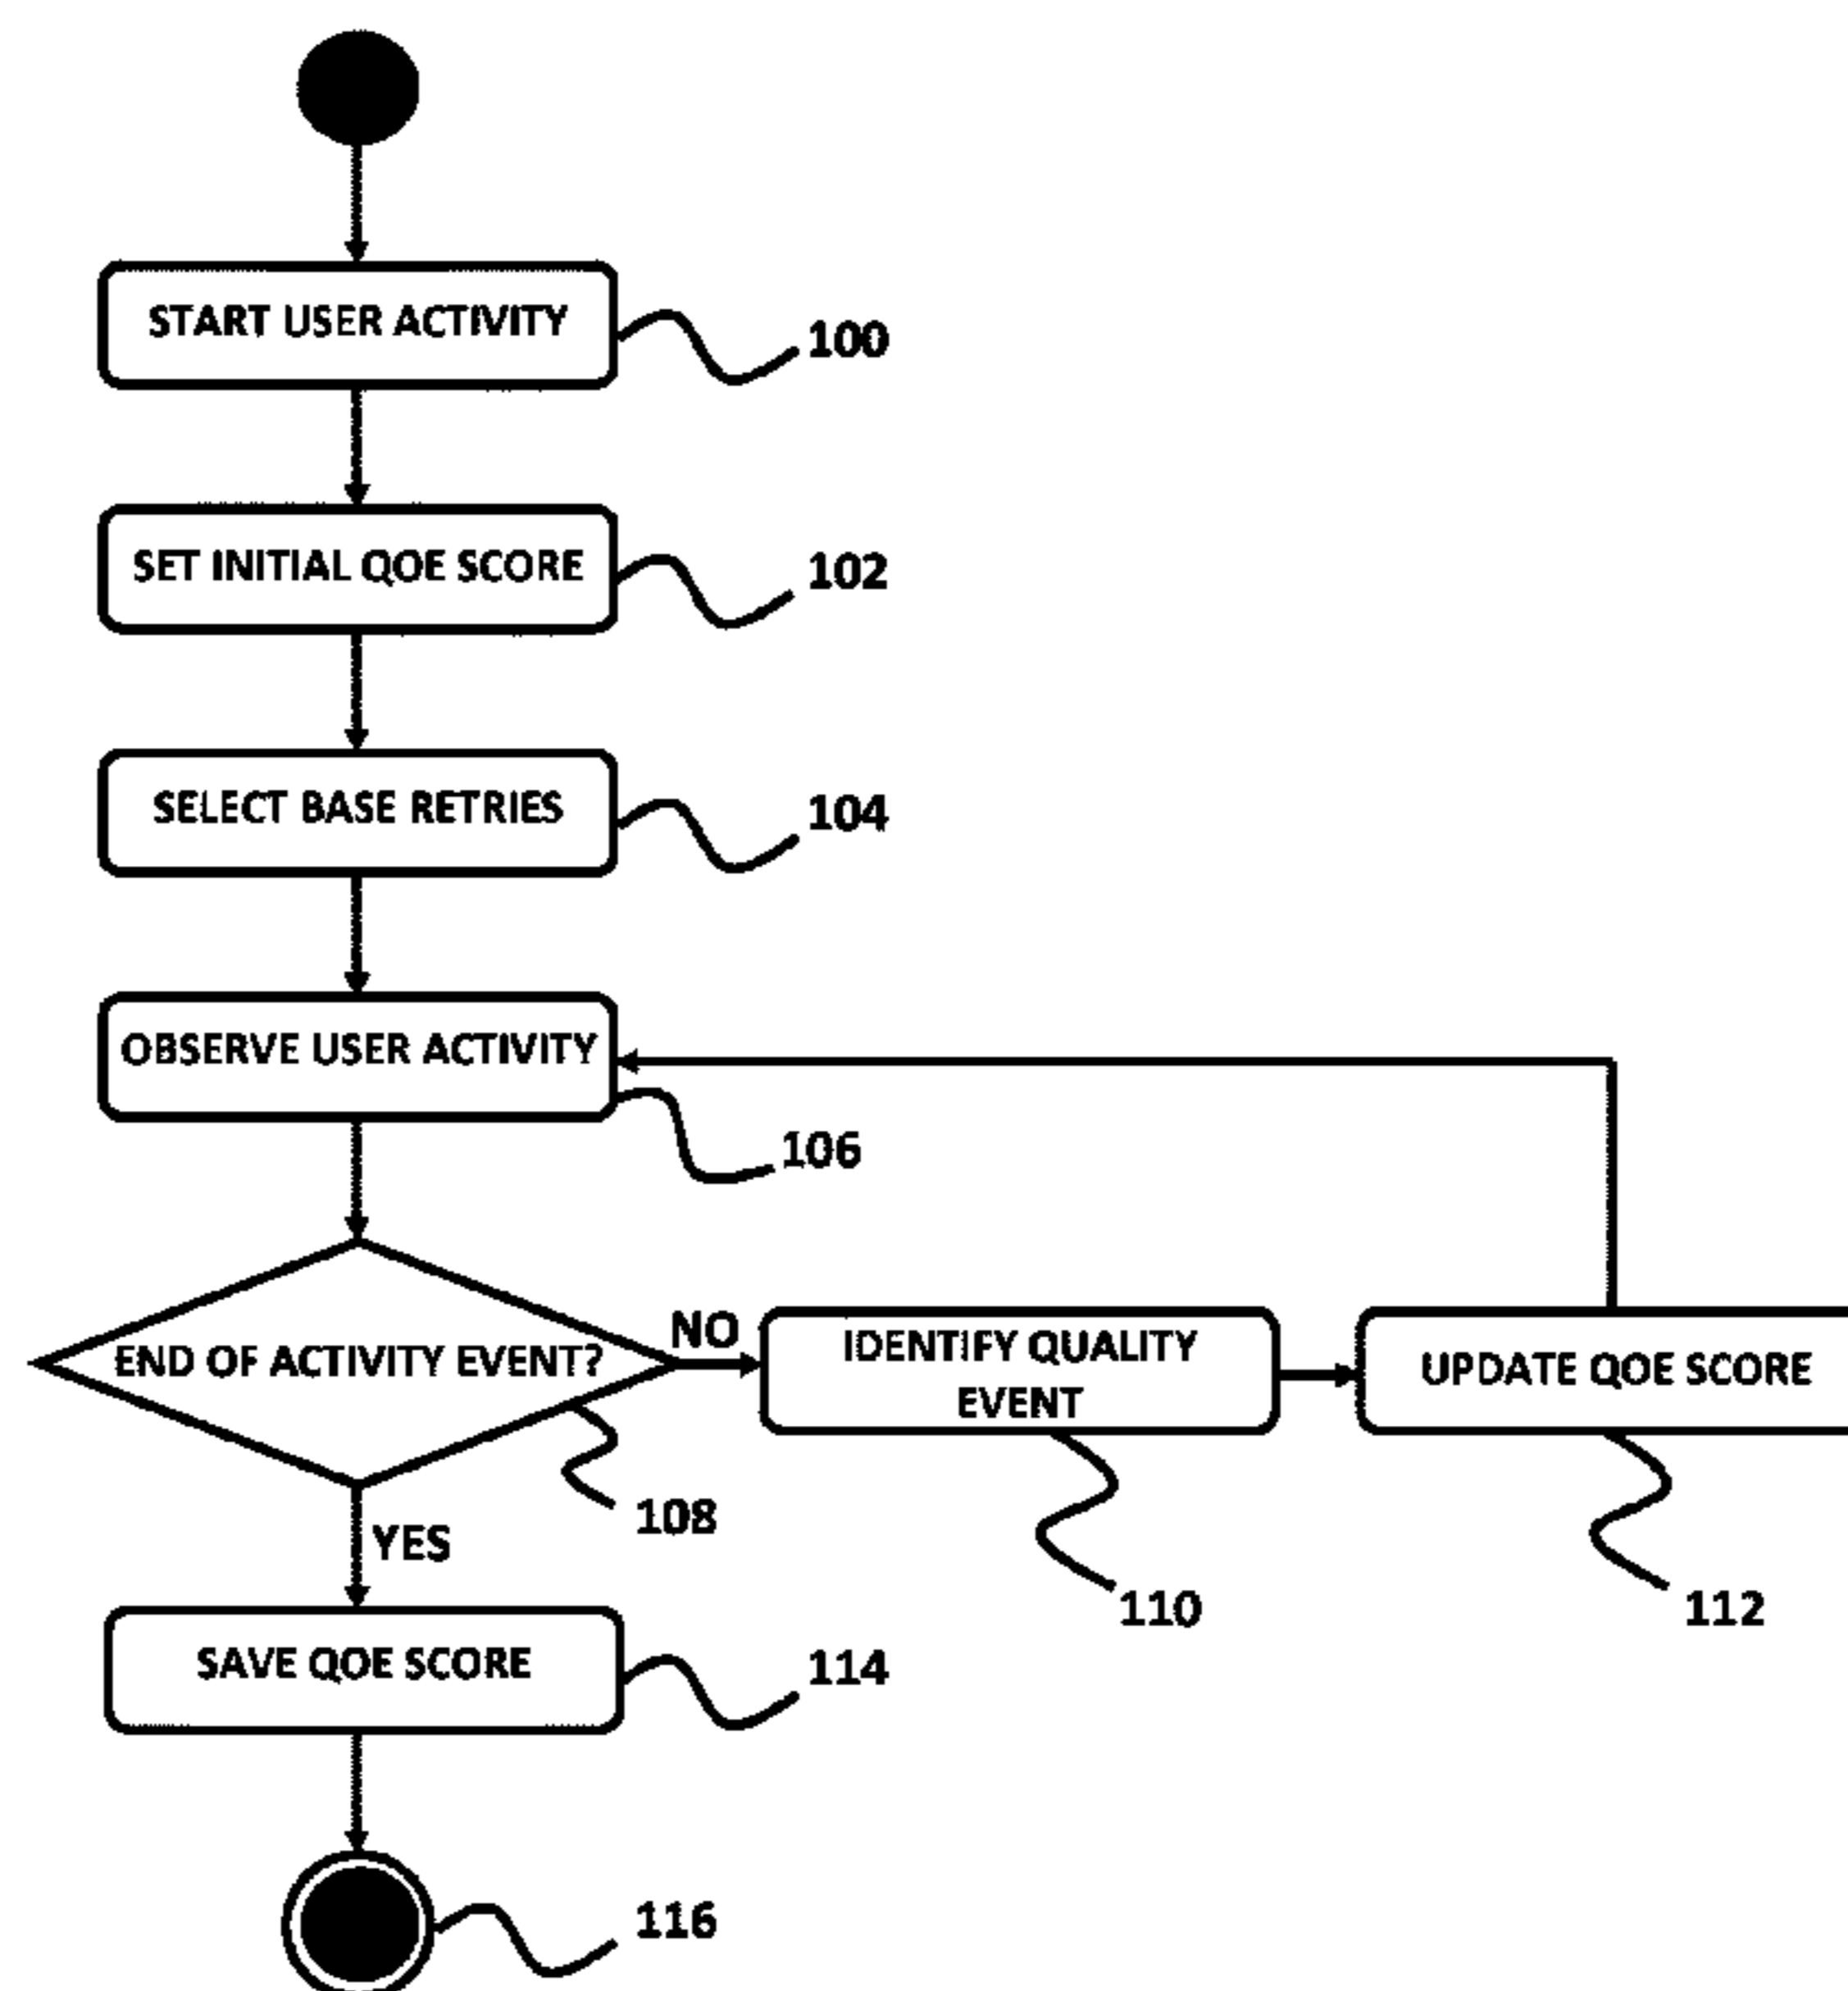 START USER ACTIVITY
100
SET INITIAL QOE SCORE
102
SELECT BASE RETRIES
104
OBSERVE USER ACTIVITY
106
END OF ACTIVITY EVENT?
108
NO
IDENTIFY QUALITY
EVENT
110
UPDATE QOE SCORE
112
YES
SAVE QOE SCORE
114
116